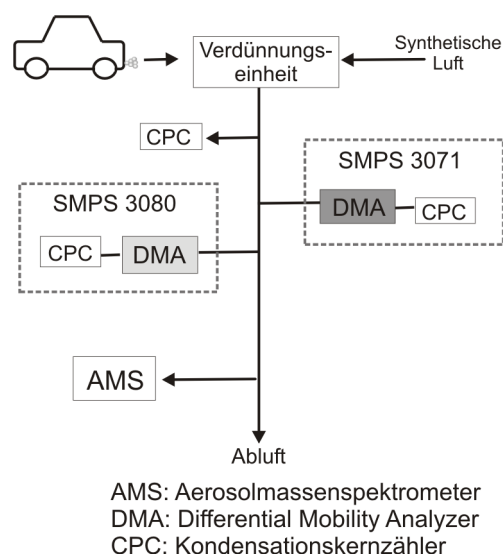 Verdünnungs-
einheit
Synthetische
Luft
CPC
SMPS 3071
DMA
CPC
SMPS 3080
CPC
DMA
AMS
Abluft
AMS: Aerosolmassenspektrometer
DMA: Differential Mobility Analyzer
CPC: Kondensationskernzähler